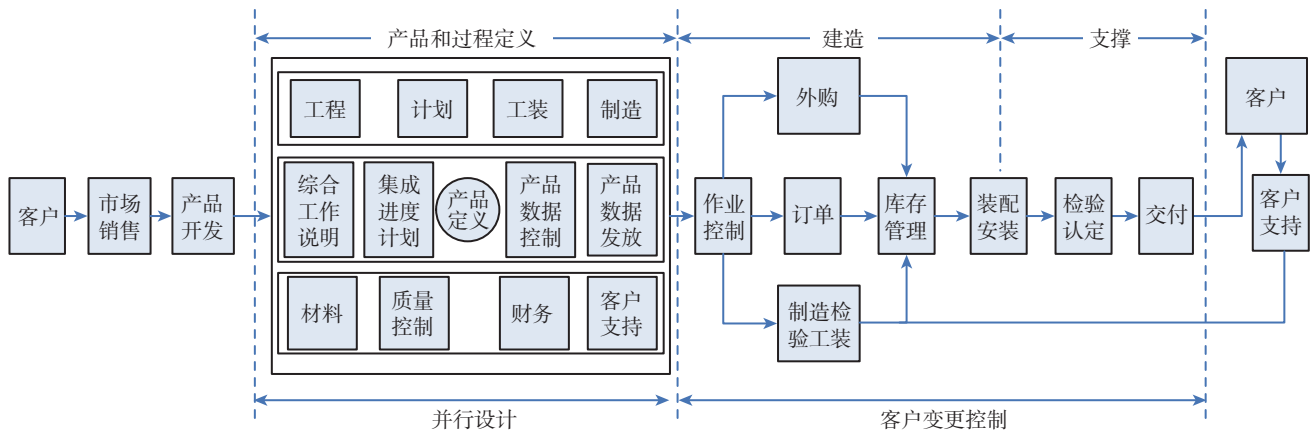 产品和过程定义
建造
支撑
工程
计划
工装
制造
外购
客户
客户
市场
销售
产品
开发
综合
工作
说明
集成
进度
计划
产品
定义
产品
数据
控制
产品
数据
发放
作业
控制
订单
库存
管理
装配
安装
检验
认定
交付
客户
支持
材料
质量
控制
财务
客户
支持
制造检
验工装
并行设计
客户变更控制